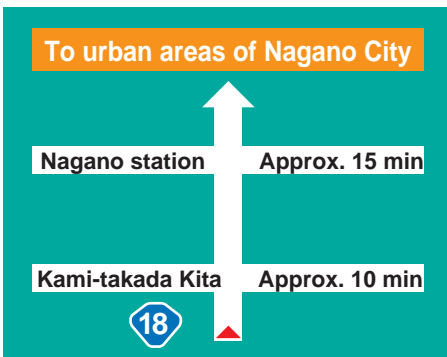 To urban areas of Nagano City
Nagano station Approx. 15 min
Kami-takada Kita Approx. 10 min
18